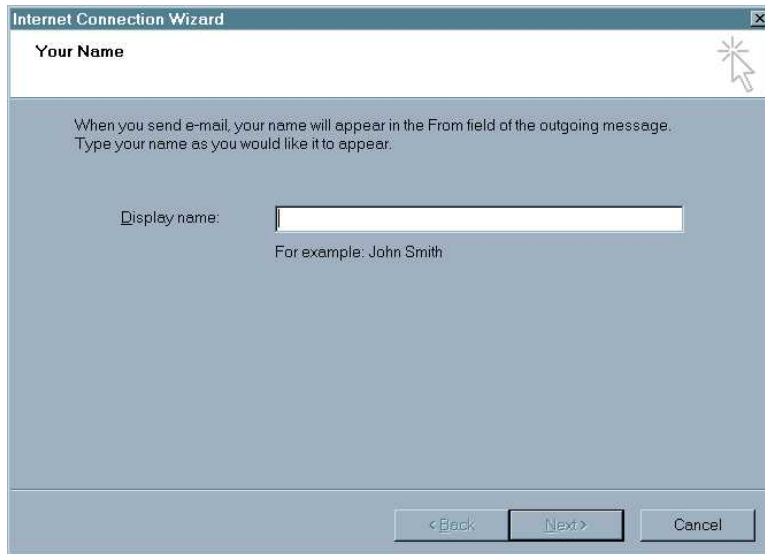 Internet Connection Wizard
Your Name
When you send e-mail, your name will appear in the From field of the outgoing message.
Type your name as you would like it to appear.
Display name:
For example: John Smith
< Back Next > Cancel